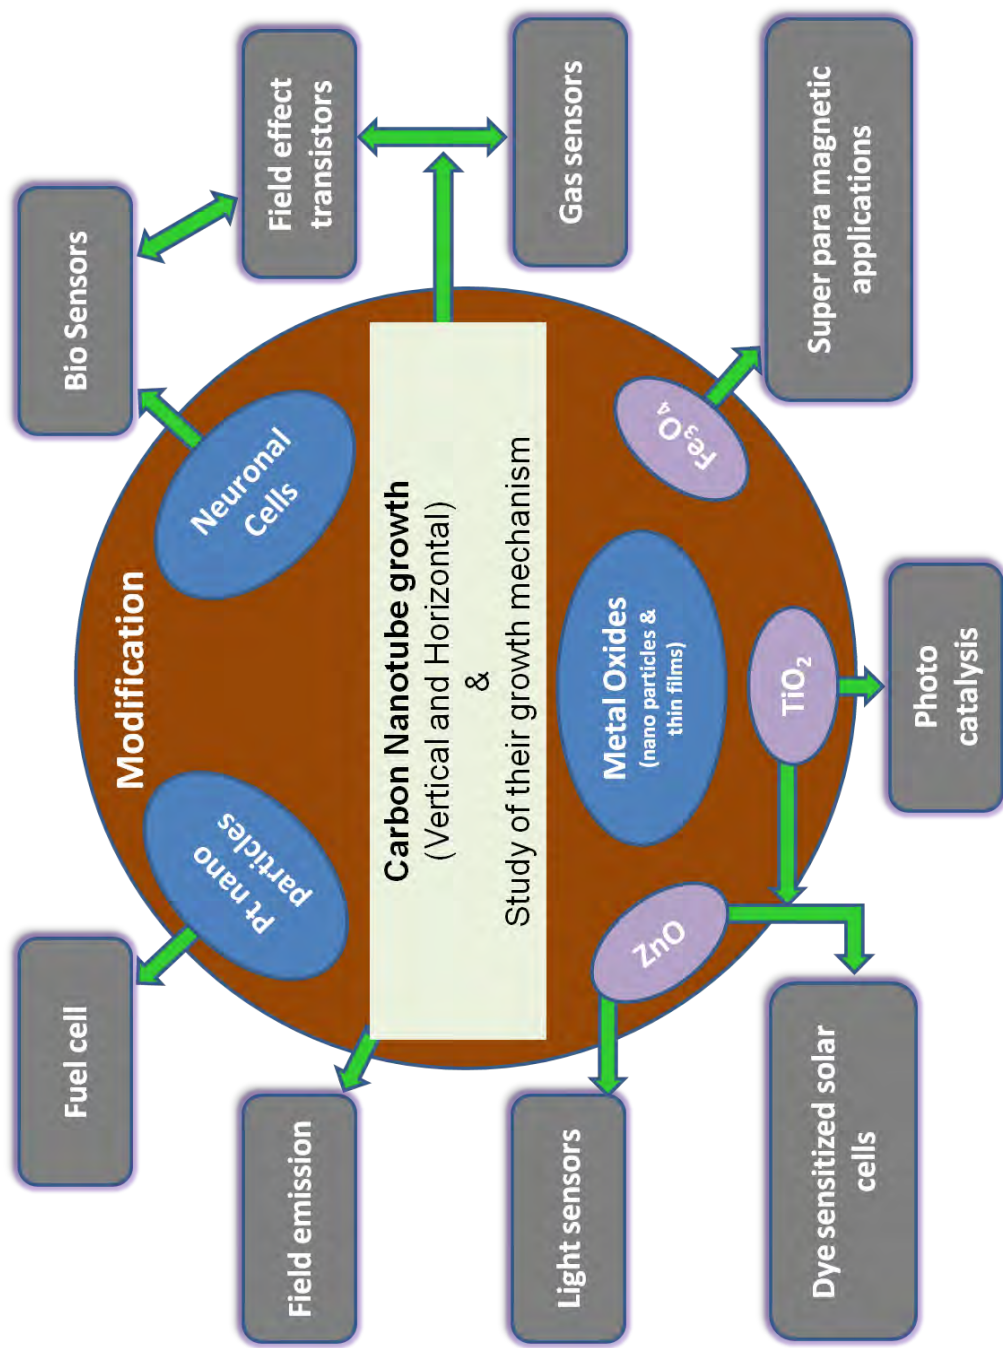 Fuel cell
Bio Sensors
Modification
Field emission
Pt nano
particles
Neuronal
Cells
Field effect
transistors
Carbon Nanotube growth
(Vertical and Horizontal)
&
Study of their growth mechanism
Light sensors
Gas sensors
Metal Oxides
(nano particles &
thin films)
ZnO
TiO₂
Fe₃O₄
Dye sensitized solar
cells
Photo
catalysis
Super para magnetic
applications